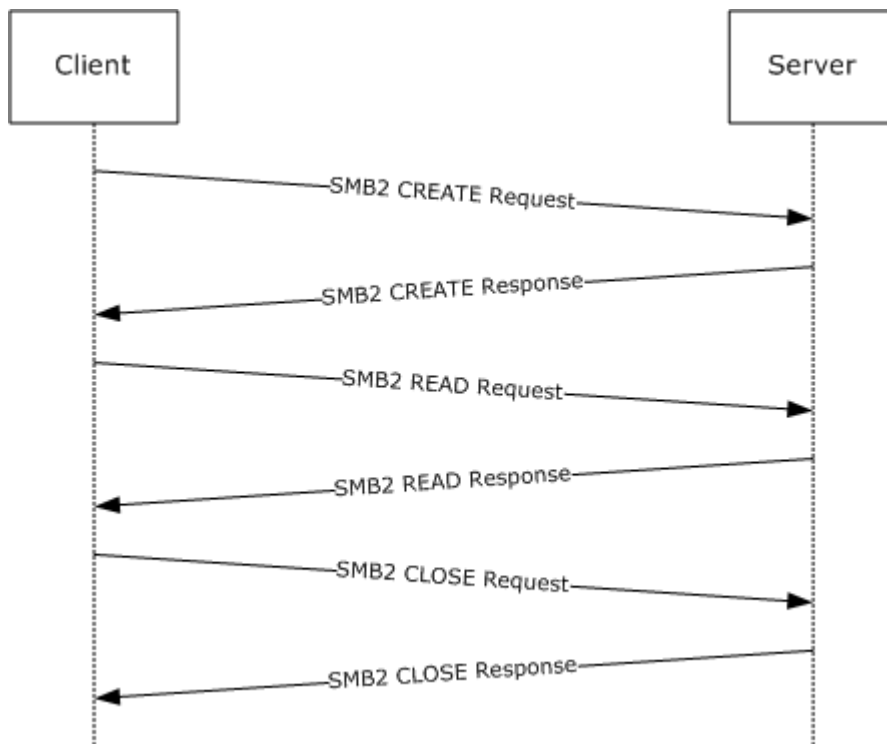 Client
Server
SMB2 CREATE Request
SMB2 CREATE Response
SMB2 READ Request
SMB2 READ Response
SMB2 CLOSE Request
SMB2 CLOSE Response